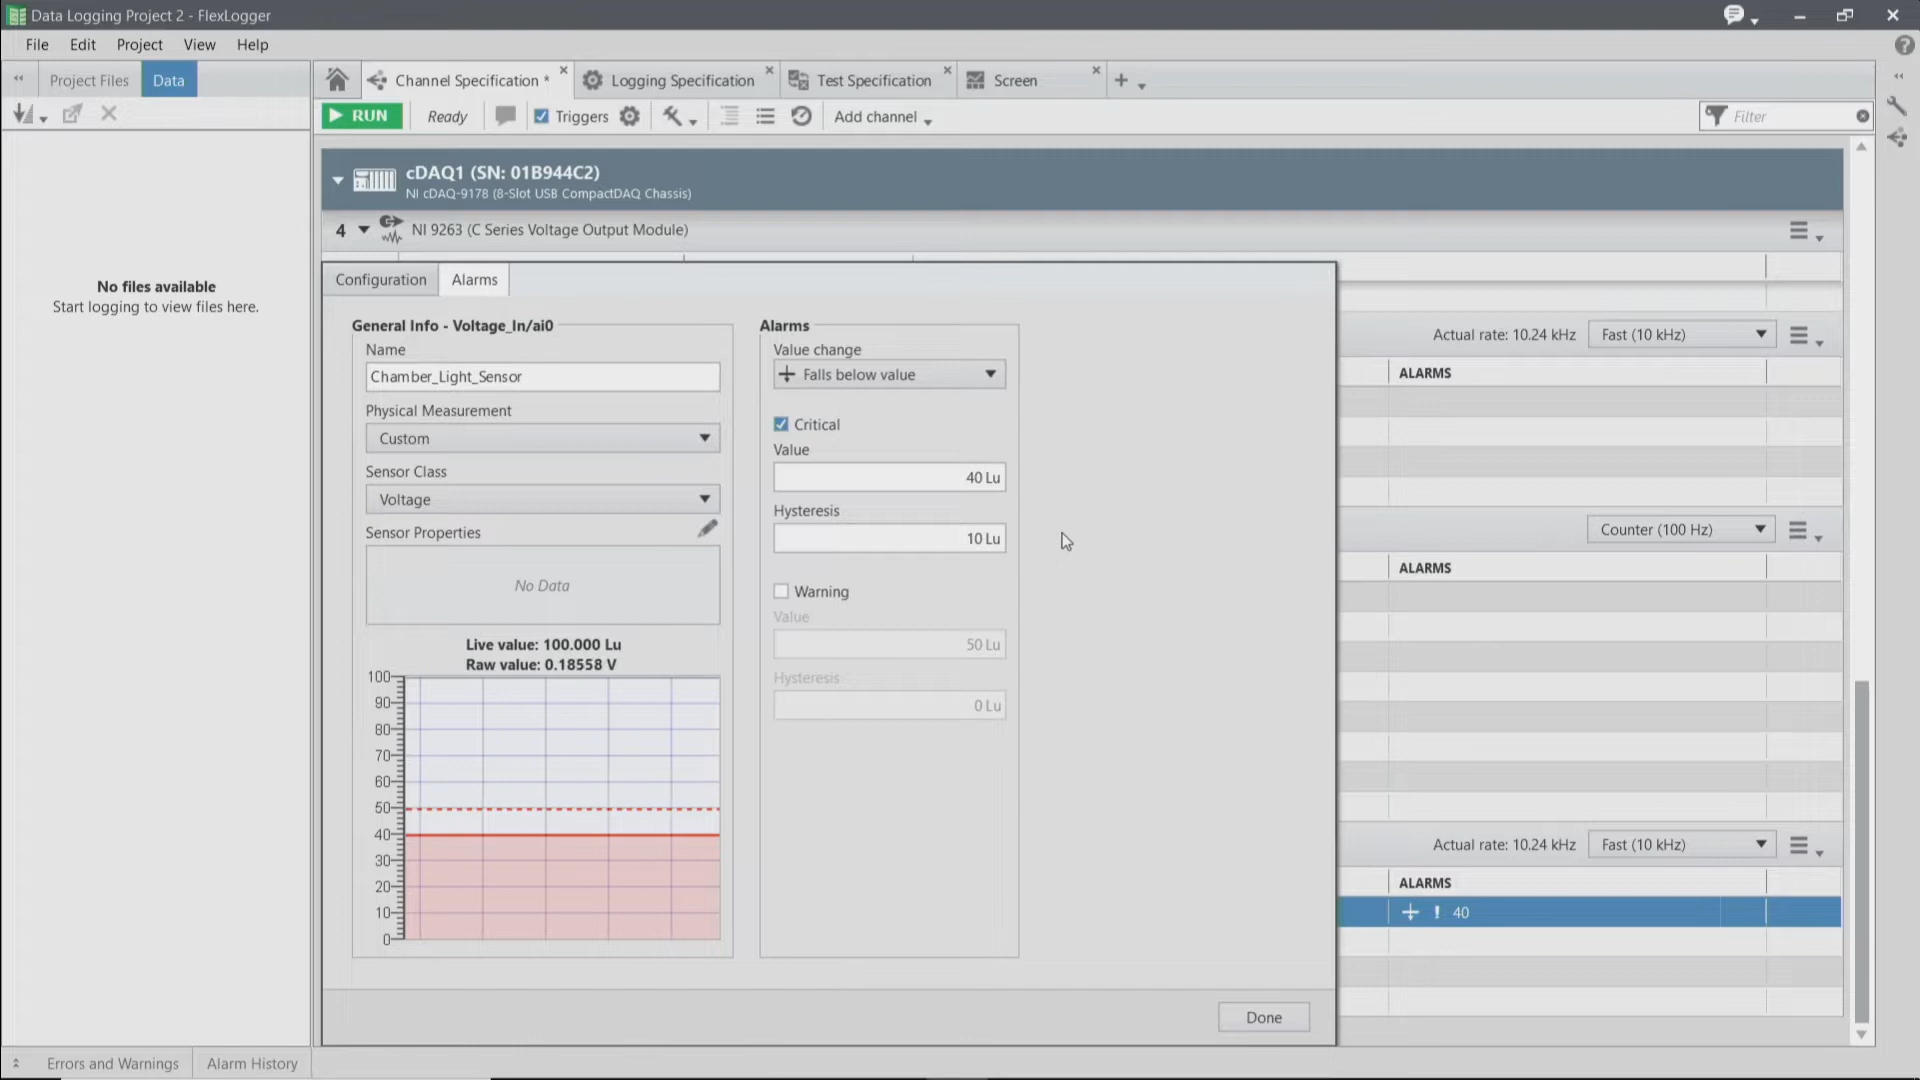 Data Logging Project 2 - FlexLogger
File Edit Project View Help
Project Files Data
Channel Specification * Logging Specification Test Specification Screen
RUN Ready Triggers Add channel Filter
cDAQ1 (SN: 01B944C2)
NI cDAQ-9178 (8-Slot USB CompactDAQ Chassis)
4 NI 9263 (C Series Voltage Output Module)
No files available
Start logging to view files here.
Configuration Alarms
General Info - Voltage_In/ai0
Name
Chamber_Light_Sensor
Physical Measurement
Custom
Sensor Class
Voltage
Sensor Properties
No Data
Live value: 100.000 Lu
Raw value: 0.18558 V
100
90
80
70
60
50
40
30
20
10
0
Alarms
Value change
Falls below value
Critical
Value
40 Lu
Hysteresis
10 Lu
Warning
Value
50 Lu
Hysteresis
0 Lu
Done
Actual rate: 10.24 kHz Fast (10 kHz)
ALARMS
Counter (100 Hz)
ALARMS
Actual rate: 10.24 kHz Fast (10 kHz)
ALARMS
! 40
Errors and Warnings Alarm History